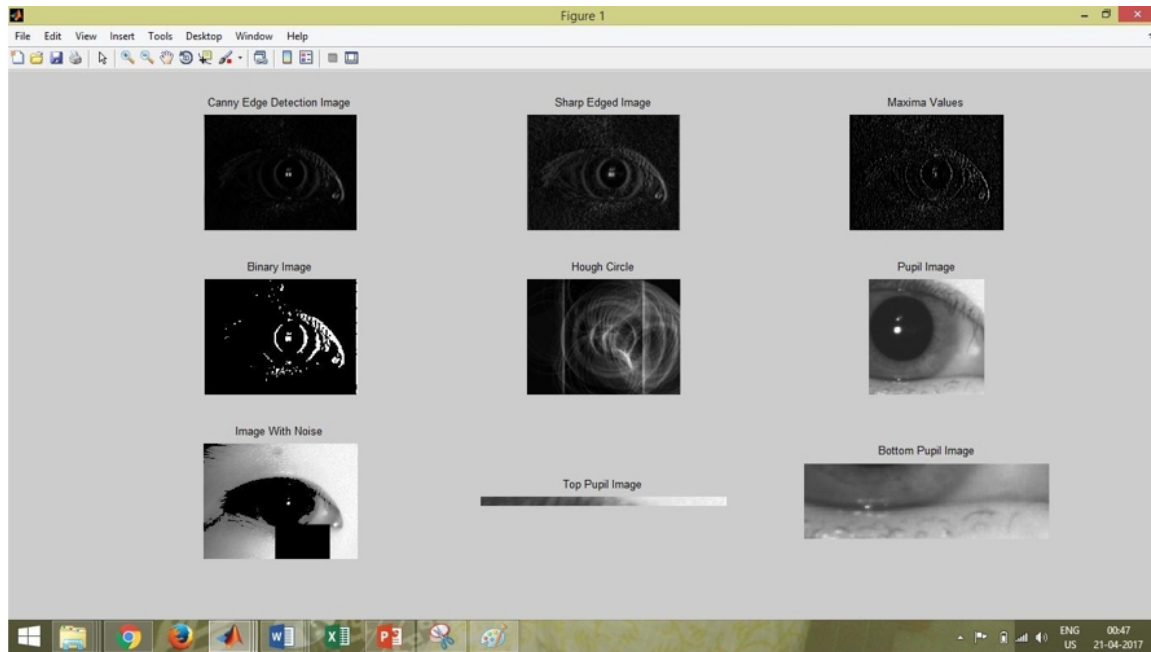 Figure 1
File Edit View Insert Tools Desktop Window Help
Canny Edge Detection Image
Sharp Edged Image
Maxima Values
Binary Image
Hough Circle
Pupil Image
Image With Noise
Top Pupil Image
Bottom Pupil Image
ENG 00:47
US 21-04-2017